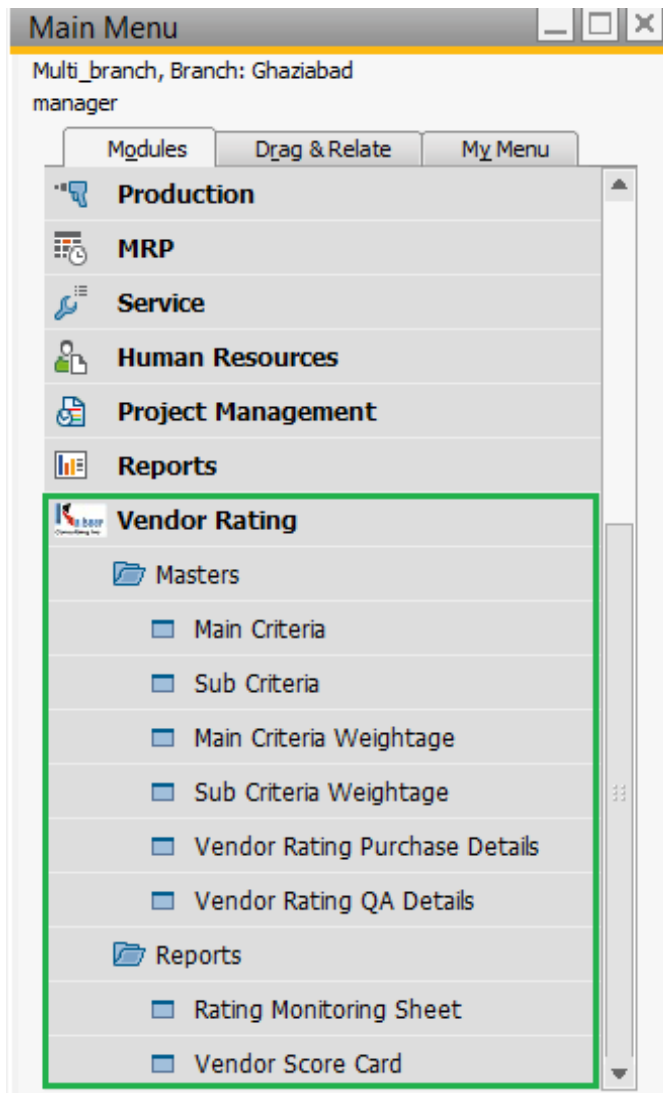 Main Menu
Multi_branch, Branch: Ghaziabad
manager
Modules Drag & Relate My Menu
Production
MRP
Service
Human Resources
Project Management
Reports
Vendor Rating
Masters
Main Criteria
Sub Criteria
Main Criteria Weightage
Sub Criteria Weightage
Vendor Rating Purchase Details
Vendor Rating QA Details
Reports
Rating Monitoring Sheet
Vendor Score Card